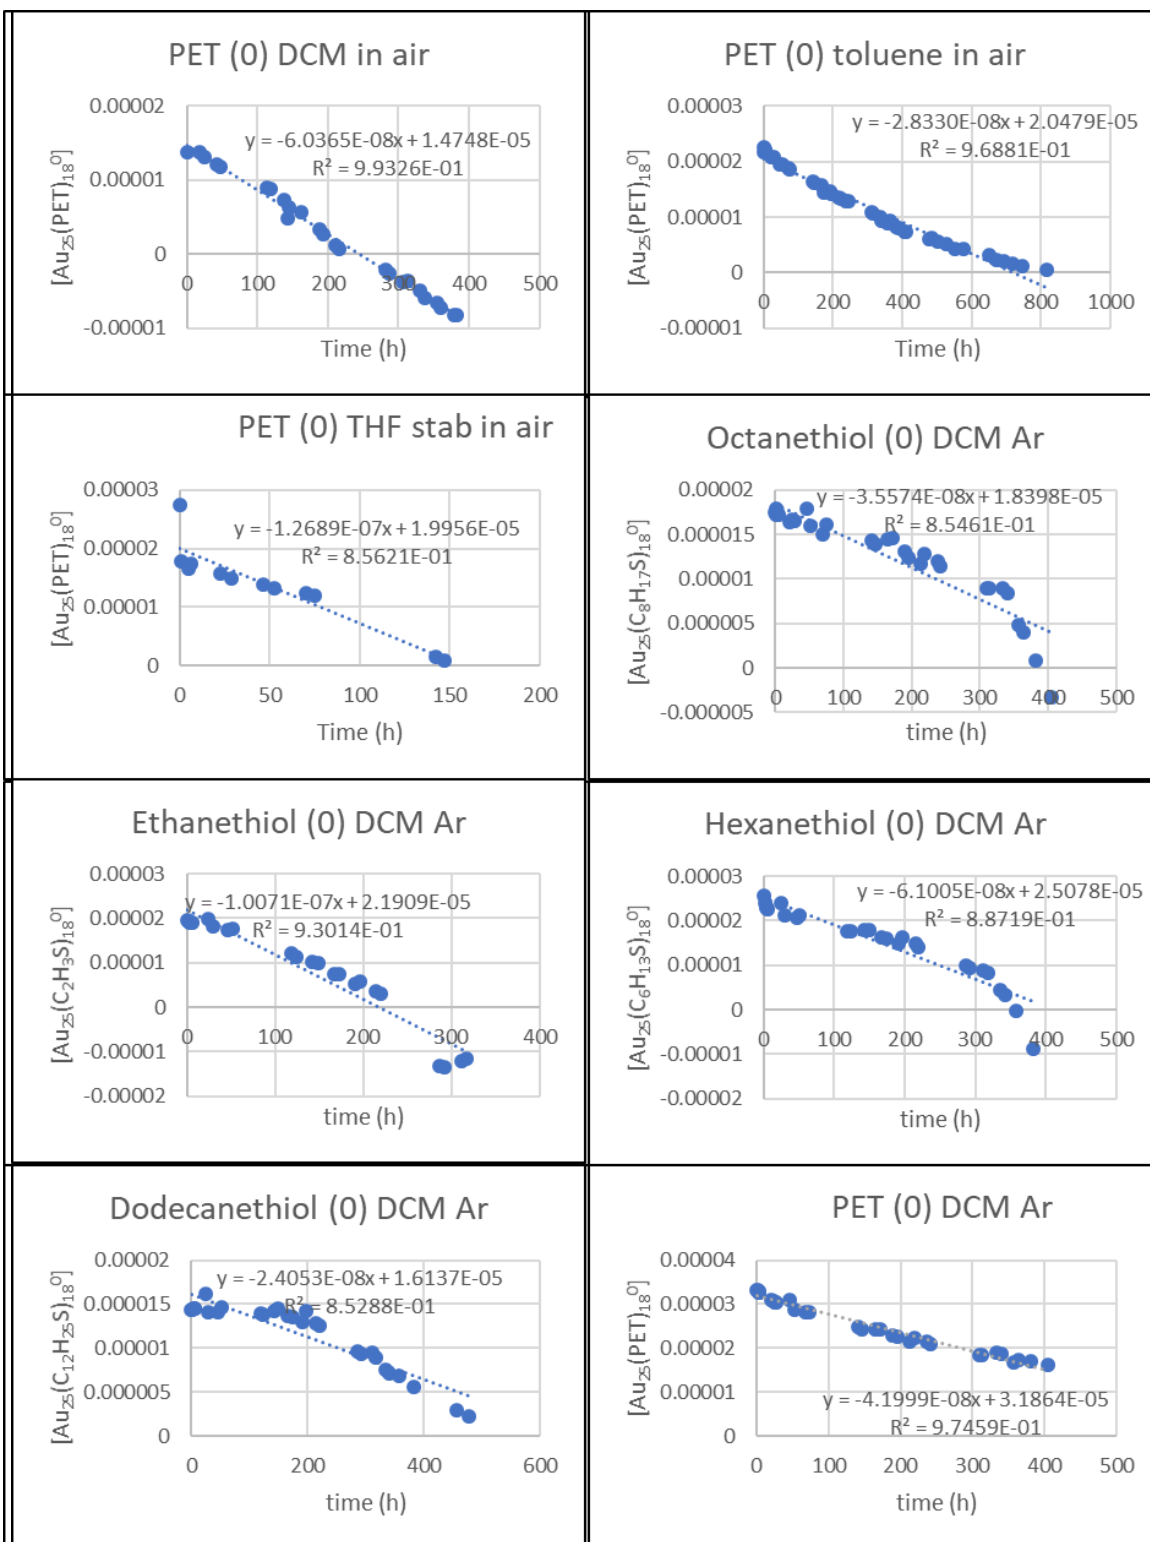 PET (0) DCM in air
0.00002
0.00001
0
-0.00001
y = -6.0365E-08x + 1.4748E-05
R² = 9.9326E-01
0 100 200 300 400 500
Time (h)
[Au₂₅(PET)₁₈⁰]
PET (0) toluene in air
0.00003
0.00002
0.00001
0
-0.00001
y = -2.8330E-08x + 2.0479E-05
R² = 9.6881E-01
0 200 400 600 800 1000
Time (h)
[Au₂₅(PET)₁₈⁰]
PET (0) THF stab in air
0.00003
0.00002
0.00001
0
y = -1.2689E-07x + 1.9956E-05
R² = 8.5621E-01
0 50 100 150 200
Time (h)
[Au₂₅(PET)₁₈⁰]
Octanethiol (0) DCM Ar
0.00002
0.000015
0.00001
0.000005
0
-0.000005
y = -3.5574E-08x + 1.8398E-05
R² = 8.5461E-01
0 100 200 300 400 500
time (h)
[Au₂₅(C₈H₁₇S)₁₈⁰]
Ethanethiol (0) DCM Ar
0.00003
0.00002
0.00001
0
-0.00001
-0.00002
y = -1.0071E-07x + 2.1909E-05
R² = 9.3014E-01
0 100 200 300 400
time (h)
[Au₂₅(C₂H₃S)₁₈⁰]
Hexanethiol (0) DCM Ar
0.00003
0.00002
0.00001
0
-0.00001
-0.00002
y = -6.1005E-08x + 2.5078E-05
R² = 8.8719E-01
0 100 200 300 400 500
time (h)
[Au₂₅(C₆H₁₃S)₁₈⁰]
Dodecanethiol (0) DCM Ar
0.00002
0.000015
0.00001
0.000005
0
y = -2.4053E-08x + 1.6137E-05
R² = 8.5288E-01
0 200 400 600
time (h)
[Au₂₅(C₁₂H₂₅S)₁₈⁰]
PET (0) DCM Ar
0.00004
0.00003
0.00002
0.00001
0
y = -4.1999E-08x + 3.1864E-05
R² = 9.7459E-01
0 100 200 300 400 500
time (h)
[Au₂₅(PET)₁₈⁰]